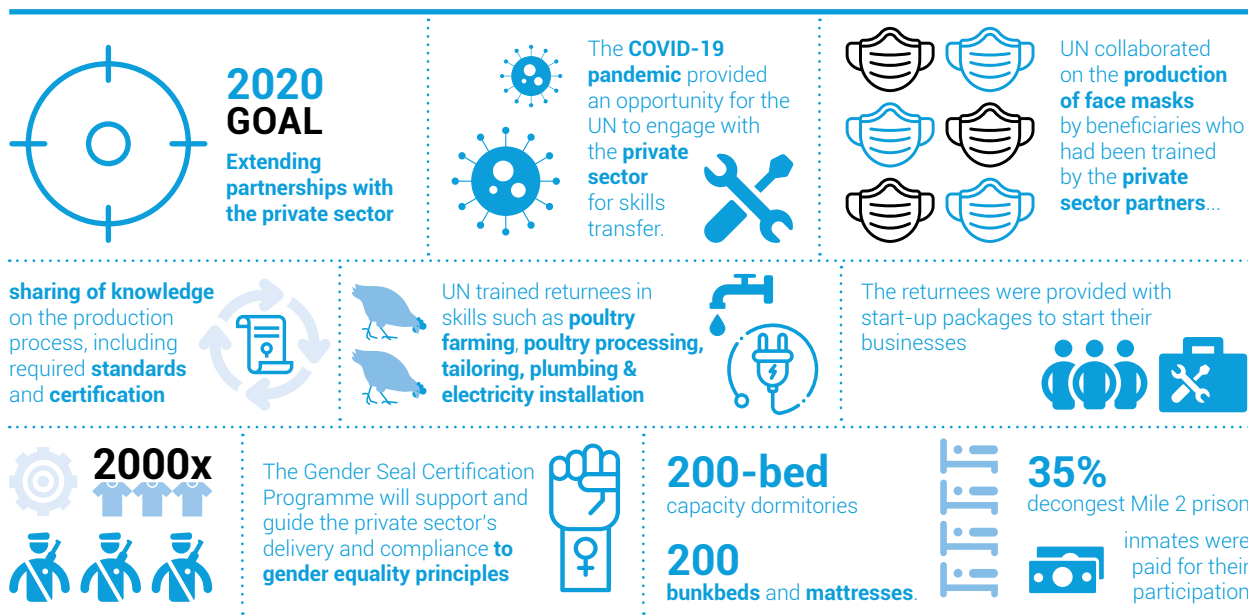 2020
GOAL
Extending
partnerships with
the private sector
The COVID-19
pandemic provided
an opportunity for the
UN to engage with
the private
sector
for skills
transfer.
UN collaborated
on the production
of face masks
by beneficiaries who
had been trained
by the private
sector partners...
sharing of knowledge
on the production
process, including
required standards
and certification
UN trained returnees in
skills such as poultry
farming, poultry processing,
tailoring, plumbing &
electricity installation
The returnees were provided with
start-up packages to start their
businesses
2000x
The Gender Seal Certification
Programme will support and
guide the private sector's
delivery and compliance to
gender equality principles
200-bed
capacity dormitories
200
bunkbeds and mattresses.
35%
decongest Mile 2 prison
inmates were
paid for their
participation